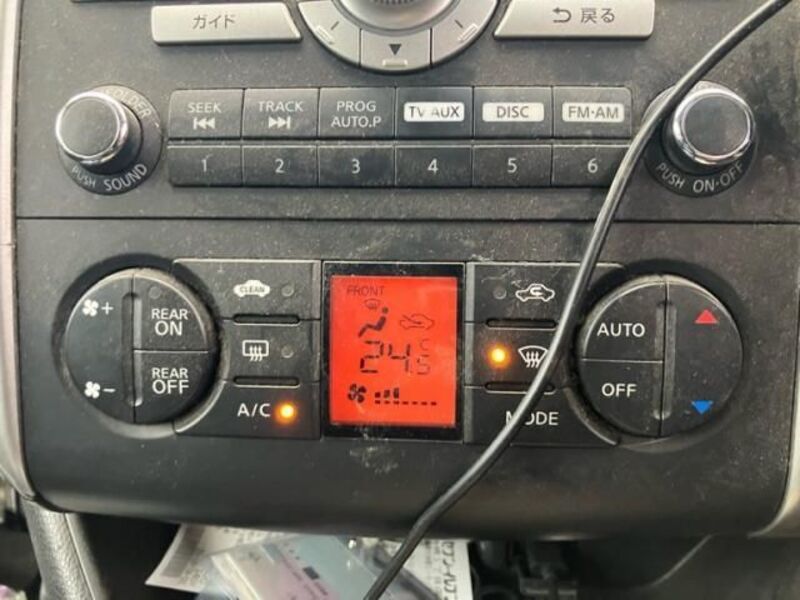 ガイド
戻る
SEEK
TRACK
PROG
AUTO.P
TV AUX
DISC
FM·AM
FOLDER
PUSH SOUND
1
2
3
4
5
6
PUSH ON·OFF
CLEAN
FRONT
REAR
ON
24.5
°C
AUTO
REAR
OFF
OFF
A/C
MODE